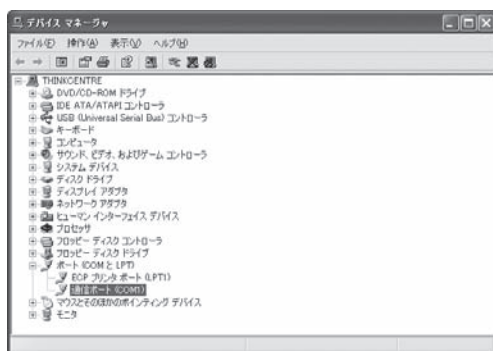 デバイス マネージャ
ファイル(F) 操作(A) 表示(V) ヘルプ(H)
THINKCENTRE
DVD/CD-ROM ドライブ
IDE ATA/ATAPI コントローラ
USB (Universal Serial Bus) コントローラ
キーボード
コンピュータ
サウンド、ビデオ、およびゲーム コントローラ
システム デバイス
ディスク ドライブ
ディスプレイ アダプタ
ネットワーク アダプタ
ヒューマン インターフェイス デバイス
プロセッサ
フロッピー ディスク コントローラ
フロッピー ディスク ドライブ
ポート (COM と LPT)
ECP プリンタ ポート (LPT1)
通信ポート (COM1)
マウスとそのほかのポインティング デバイス
モニタ